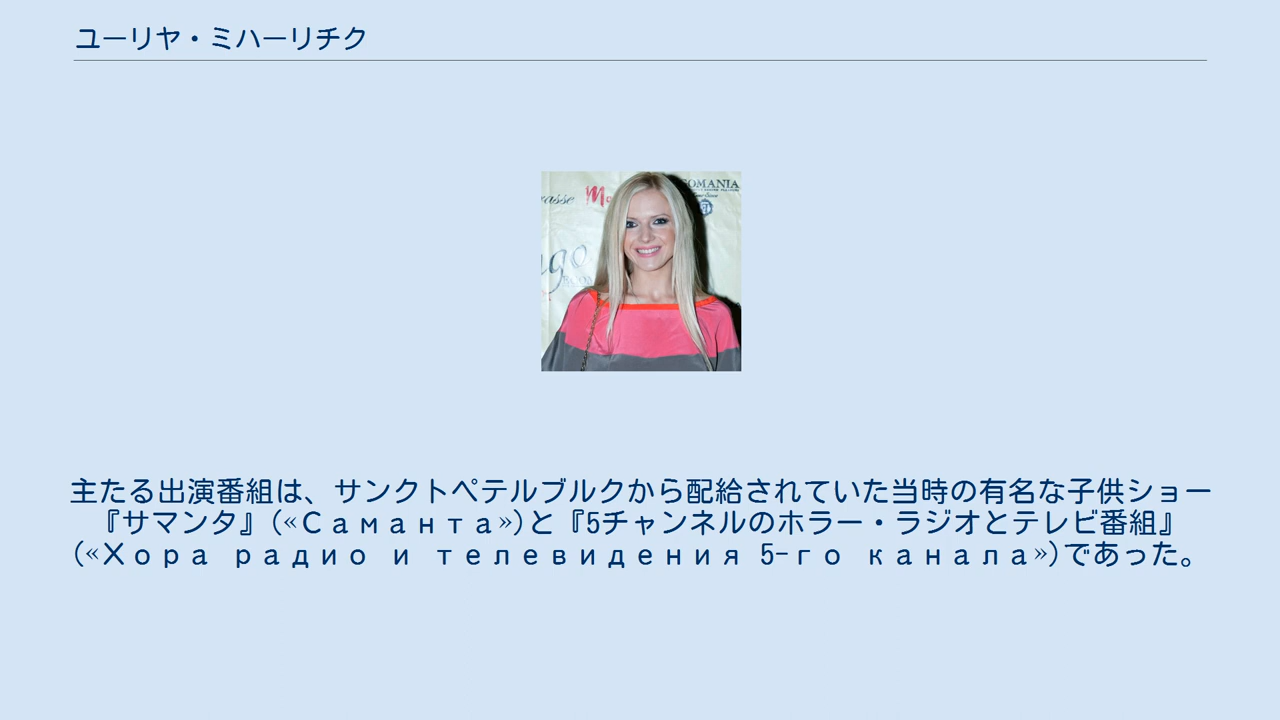 ユーリヤ・ミハーリチク
OMANIA
rasse
M
go
主たる出演番組は、サンクトペテルブルクから配給されていた当時の有名な子供ショー
『サマンタ』(«Саманта»)と『5チャンネルのホラー・ラジオとテレビ番組』
(«Хора радио и телевидения 5-го канала»)であった。